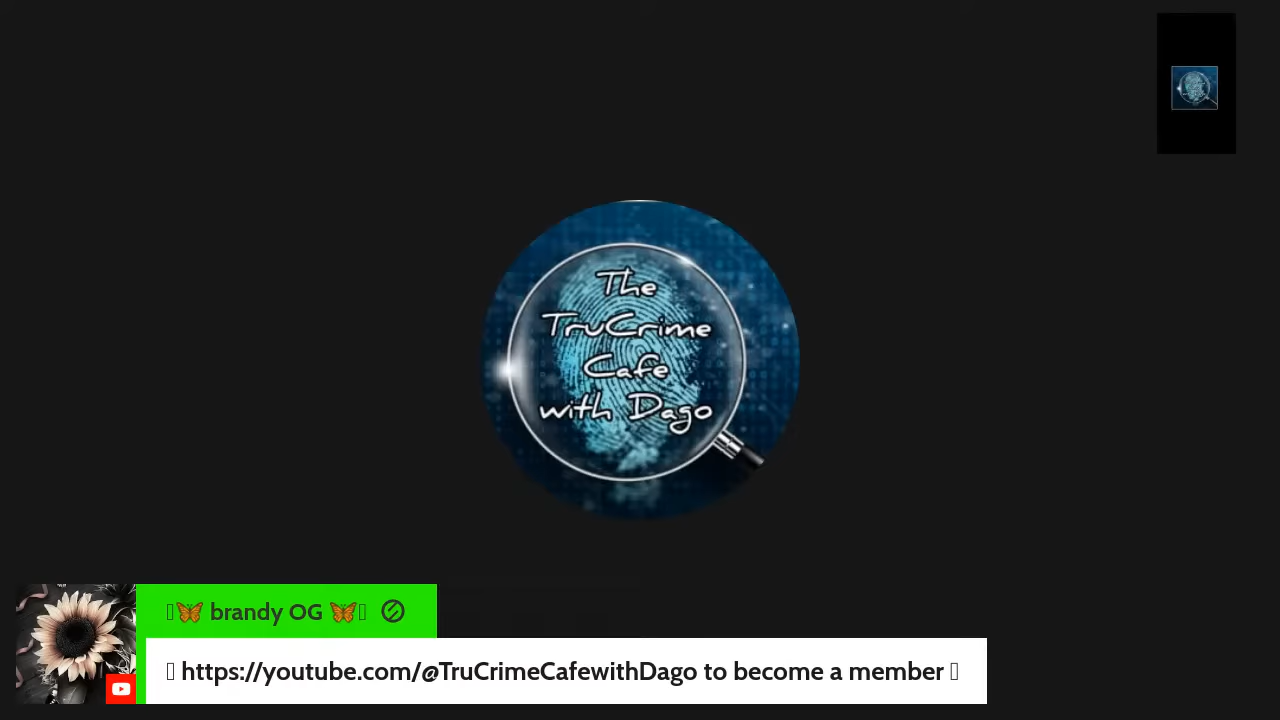 The
TruCrime
Cafe
with Dago
🦋 brandy OG 🦋
https://youtube.com/@TruCrimeCafewithDago to become a member